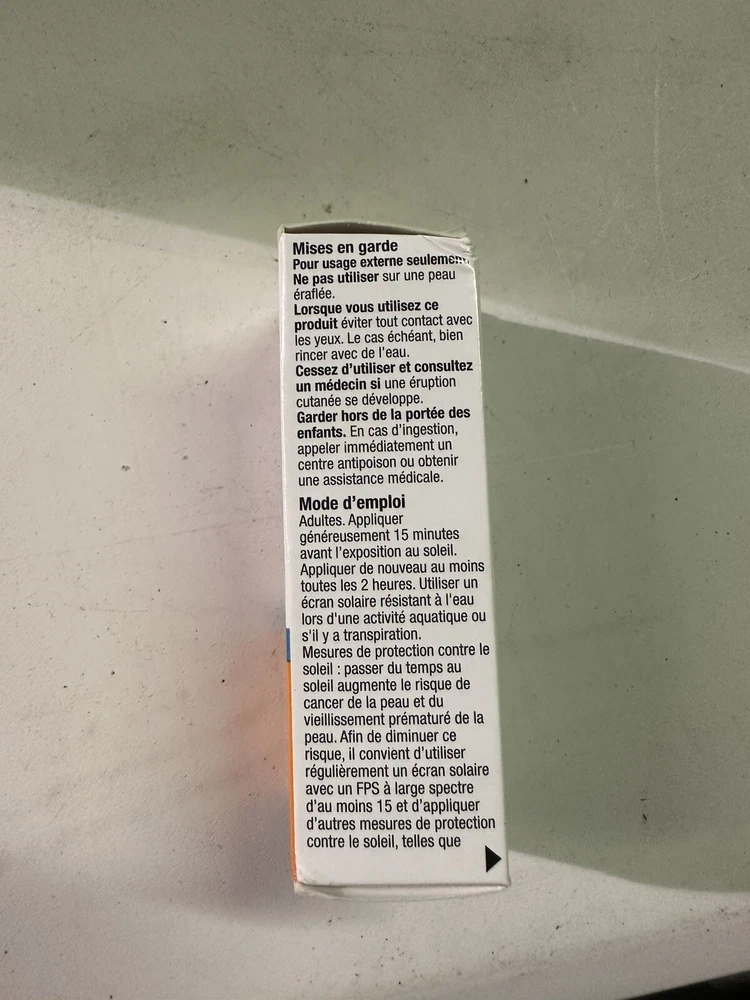 Mises en garde
Pour usage externe seulement.
Ne pas utiliser sur une peau
éraflée.
Lorsque vous utilisez ce
produit éviter tout contact avec
les yeux. Le cas échéant, bien
rincer avec de l'eau.
Cessez d'utiliser et consultez
un médecin si une éruption
cutanée se développe.
Garder hors de la portée des
enfants. En cas d'ingestion,
appeler immédiatement un
centre antipoison ou obtenir
une assistance médicale.
Mode d'emploi
Adultes. Appliquer
généreusement 15 minutes
avant l'exposition au soleil.
Appliquer de nouveau au moins
toutes les 2 heures. Utiliser un
écran solaire résistant à l'eau
lors d'une activité aquatique ou
s'il y a transpiration.
Mesures de protection contre le
soleil : passer du temps au
soleil augmente le risque de
cancer de la peau et du
vieillissement prématuré de la
peau. Afin de diminuer ce
risque, il convient d'utiliser
régulièrement un écran solaire
avec un FPS à large spectre
d'au moins 15 et d'appliquer
d'autres mesures de protection
contre le soleil, telles que